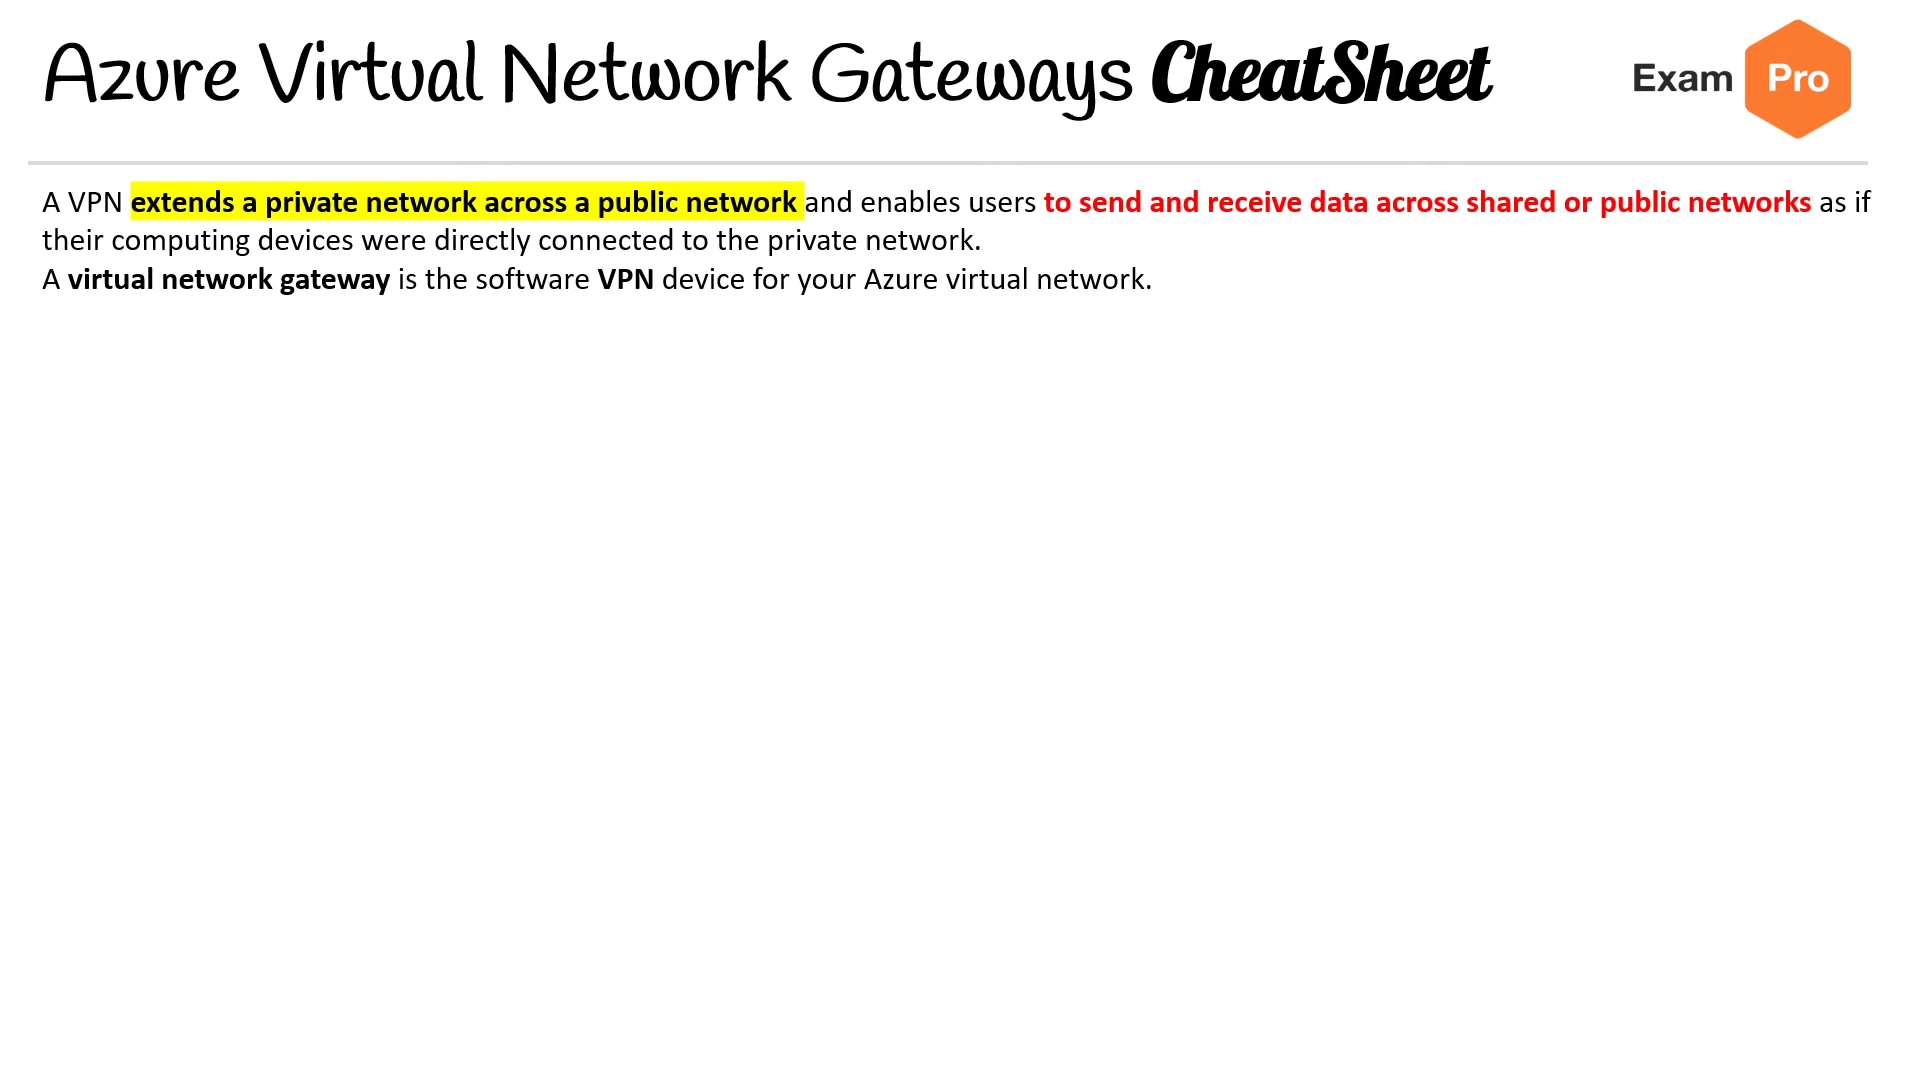 Azure Virtual Network Gateways CheatSheet
Exam Pro
A VPN extends a private network across a public network and enables users to send and receive data across shared or public networks as if
their computing devices were directly connected to the private network.
A virtual network gateway is the software VPN device for your Azure virtual network.